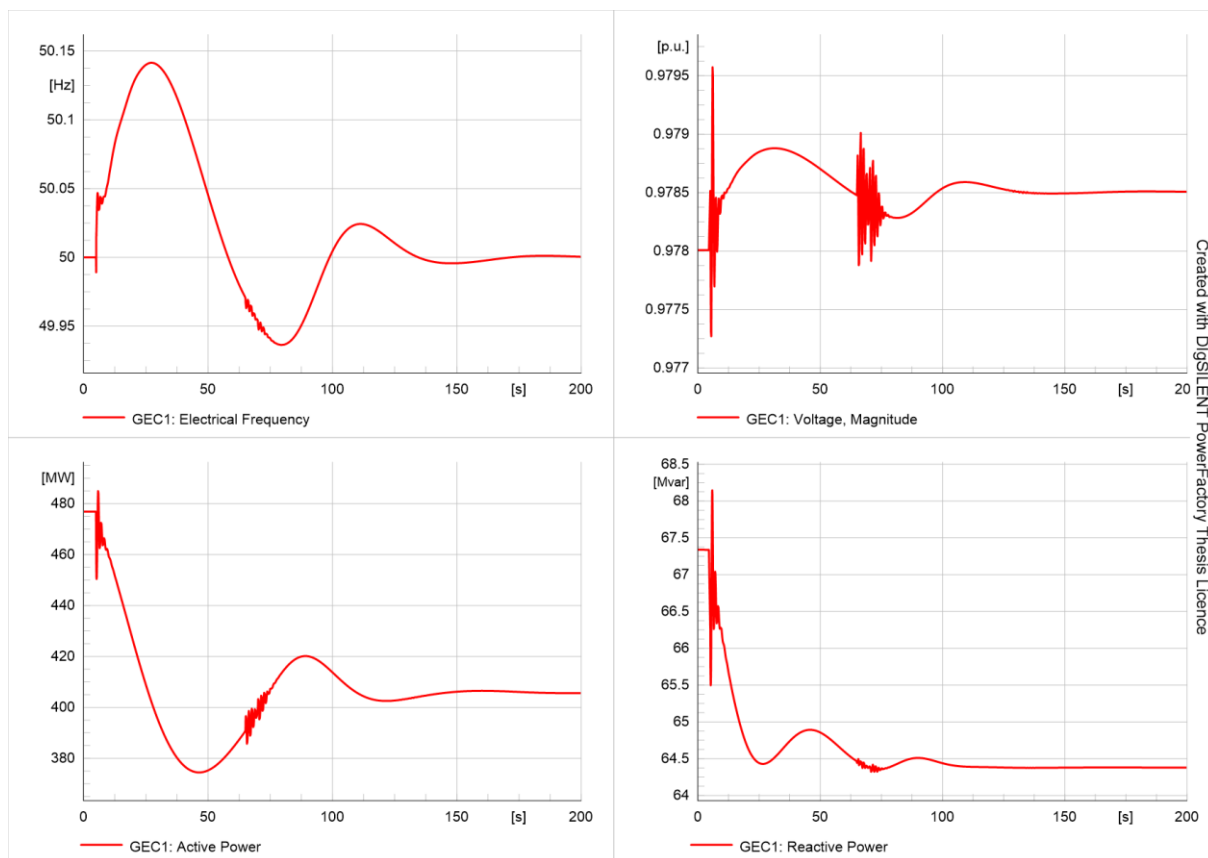 50.15
[Hz]
50.1
50.05
50
49.95
0 50 100 150 [s] 200
GEC1: Electrical Frequency
[p.u.]
0.9795
0.979
0.9785
0.978
0.9775
0.977
0 50 100 150 [s] 200
GEC1: Voltage, Magnitude
[MW]
480
460
440
420
400
380
0 50 100 150 [s] 200
GEC1: Active Power
68.5
[Mvar]
68
67.5
67
66.5
66
65.5
65
64.5
64
0 50 100 150 [s] 200
GEC1: Reactive Power
Created with DIgSILENT PowerFactory Thesis Licence